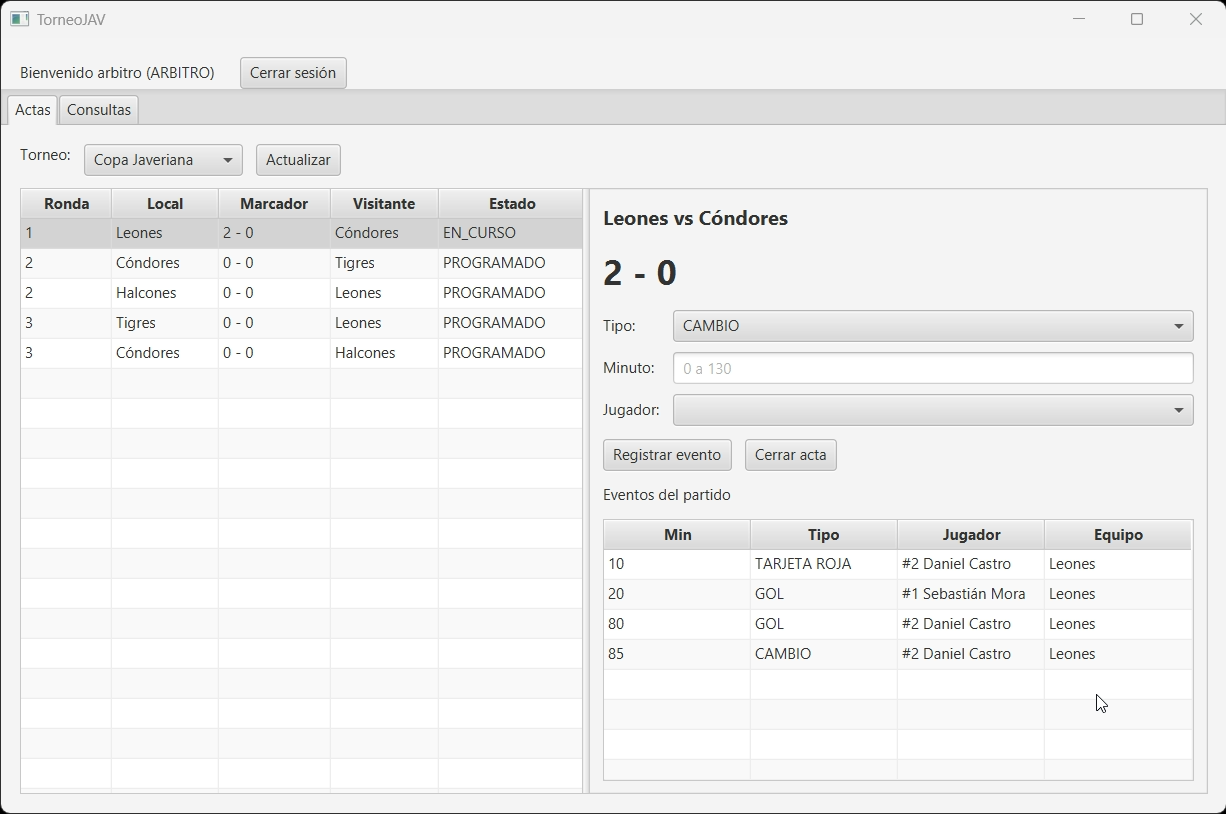 TorneoJAV
Bienvenido arbitro (ARBITRO) Cerrar sesión
Actas Consultas
Torneo: Copa Javeriana Actualizar
Ronda Local Marcador Visitante Estado
1 Leones 2 - 0 Cóndores EN_CURSO
2 Cóndores 0 - 0 Tigres PROGRAMADO
2 Halcones 0 - 0 Leones PROGRAMADO
3 Tigres 0 - 0 Leones PROGRAMADO
3 Cóndores 0 - 0 Halcones PROGRAMADO
Leones vs Cóndores
2 - 0
Tipo: CAMBIO
Minuto: 0 a 130
Jugador:
Registrar evento Cerrar acta
Eventos del partido
Min Tipo Jugador Equipo
10 TARJETA ROJA #2 Daniel Castro Leones
20 GOL #1 Sebastián Mora Leones
80 GOL #2 Daniel Castro Leones
85 CAMBIO #2 Daniel Castro Leones